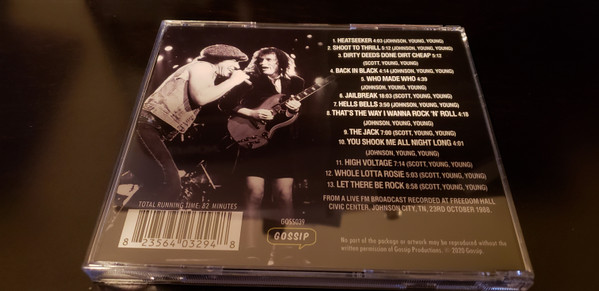 1. HEATSEEKER 4:03 (JOHNSON, YOUNG, YOUNG)
2. SHOOT TO THRILL 5:12 (JOHNSON, YOUNG, YOUNG)
3. DIRTY DEEDS DONE DIRT CHEAP 5:12
(SCOTT, YOUNG, YOUNG)
4. BACK IN BLACK 4:14 (JOHNSON, YOUNG, YOUNG)
5. WHO MADE WHO 4:39
(JOHNSON, YOUNG, YOUNG)
6. JAILBREAK 16:03 (SCOTT, YOUNG, YOUNG)
7. HELLS BELLS 3:50 (JOHNSON, YOUNG, YOUNG)
8. THAT'S THE WAY I WANNA ROCK 'N' ROLL 4:18
(JOHNSON, YOUNG, YOUNG)
9. THE JACK 7:00 (SCOTT, YOUNG, YOUNG)
10. YOU SHOOK ME ALL NIGHT LONG 4:01
(JOHNSON, YOUNG, YOUNG)
11. HIGH VOLTAGE 7:14 (SCOTT, YOUNG, YOUNG)
12. WHOLE LOTTA ROSIE 5:03 (SCOTT, YOUNG, YOUNG)
13. LET THERE BE ROCK 6:58 (SCOTT, YOUNG, YOUNG)
FROM A LIVE FM BROADCAST RECORDED AT FREEDOM HALL
CIVIC CENTER, JOHNSON CITY, TN, 23RD OCTOBER 1988.
TOTAL RUNNING TIME: 82 MINUTES
8 23564 03294 8
GOSS039
GOSSIP
No part of the package or artwork may be reproduced without the
written permission of Gossip Productions. © 2020 Gossip.